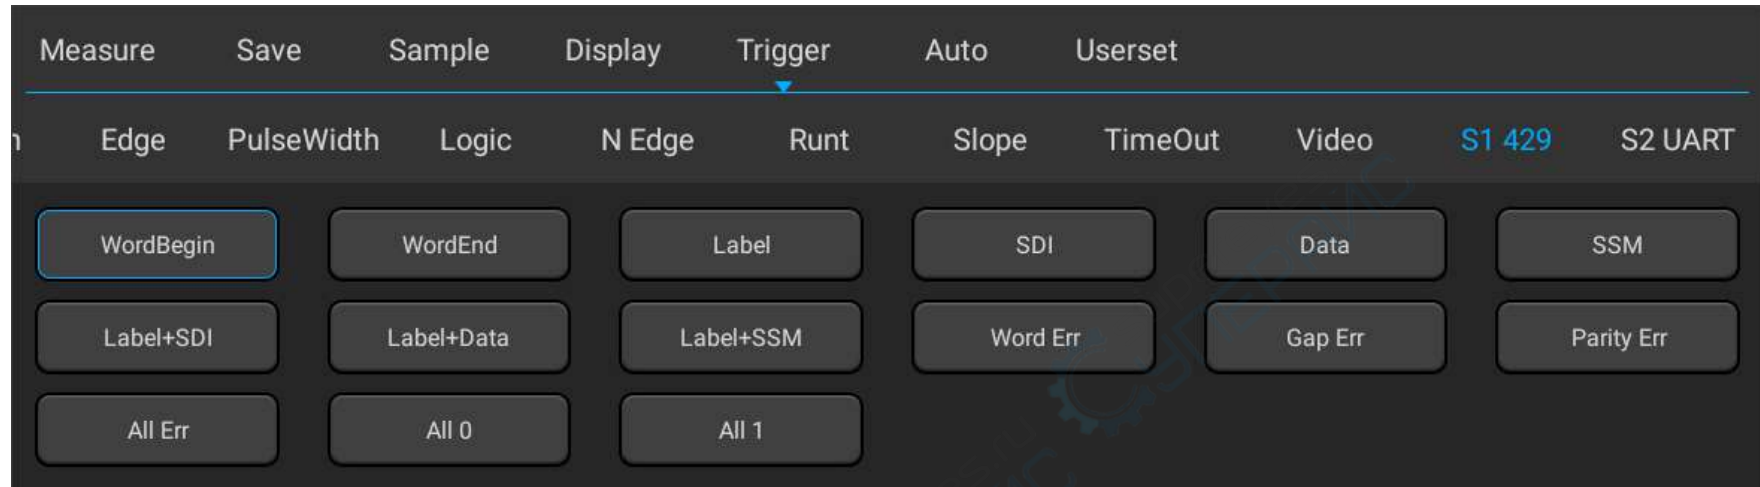 Measure Save Sample Display Trigger Auto Userset
Edge PulseWidth Logic N Edge Runt Slope TimeOut Video S1 429 S2 UART
WordBegin WordEnd Label SDI Data SSM
Label+SDI Label+Data Label+SSM Word Err Gap Err Parity Err
All Err All 0 All 1